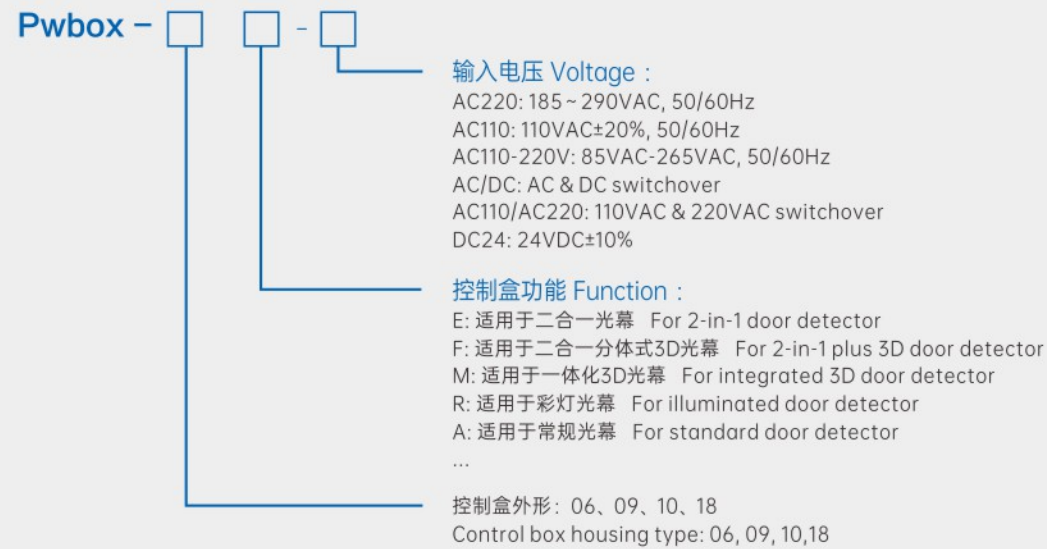 Pwbox - □ □ - □
输入电压 Voltage :
AC220: 185 ~ 290VAC, 50/60Hz
AC110: 110VAC±20%, 50/60Hz
AC110-220V: 85VAC-265VAC, 50/60Hz
AC/DC: AC & DC switchover
AC110/AC220: 110VAC & 220VAC switchover
DC24: 24VDC±10%
控制盒功能 Function :
E: 适用于二合一光幕 For 2-in-1 door detector
F: 适用于二合一分体式3D光幕 For 2-in-1 plus 3D door detector
M: 适用于一体化3D光幕 For integrated 3D door detector
R: 适用于彩灯光幕 For illuminated door detector
A: 适用于常规光幕 For standard door detector
...
控制盒外形: 06、09、10、18
Control box housing type: 06, 09, 10,18